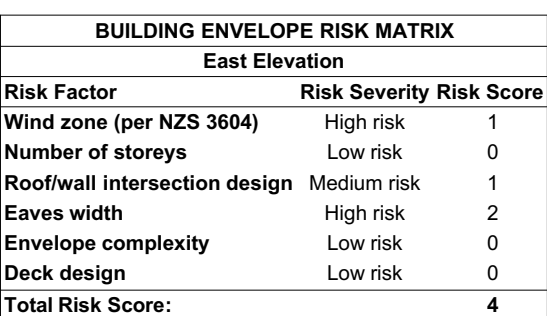 BUILDING ENVELOPE RISK MATRIX
East Elevation
Risk Factor Risk Severity Risk Score
Wind zone (per NZS 3604) High risk 1
Number of storeys Low risk 0
Roof/wall intersection design Medium risk 1
Eaves width High risk 2
Envelope complexity Low risk 0
Deck design Low risk 0
Total Risk Score: 4